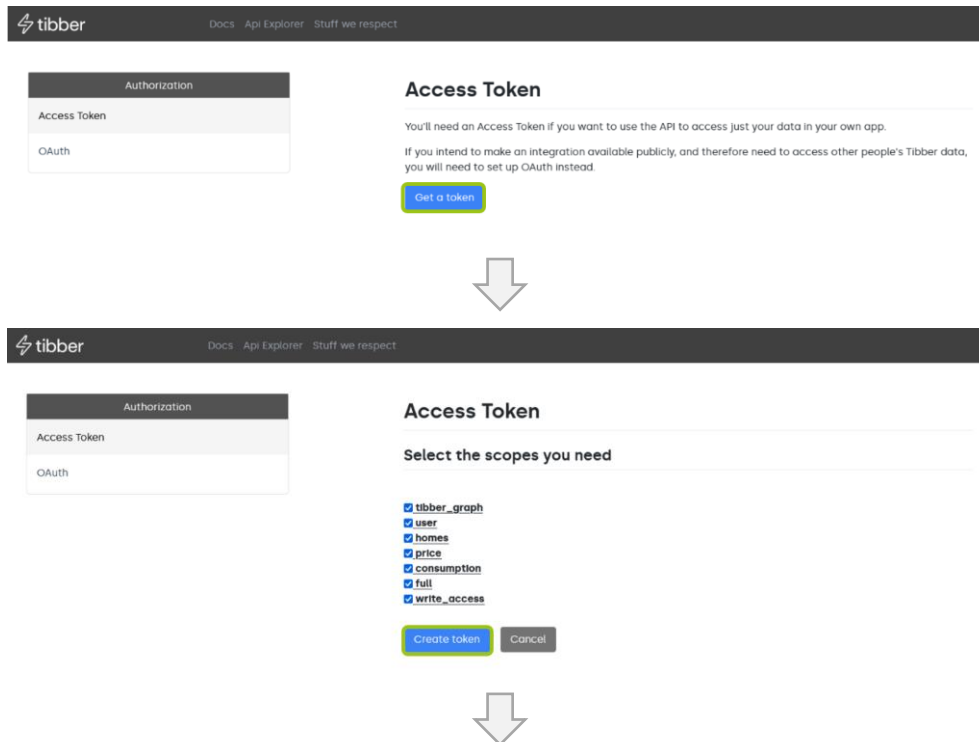 tibber Docs Api Explorer Stuff we respect
Authorization
Access Token
OAuth
Access Token
You'll need an Access Token if you want to use the API to access just your data in your own app.
If you intend to make an integration available publicly, and therefore need to access other people's Tibber data,
you will need to set up OAuth instead.
Get a token
tibber Docs Api Explorer Stuff we respect
Authorization
Access Token
OAuth
Access Token
Select the scopes you need
tibber_graph
user
homes
price
consumption
full
write_access
Create token Cancel